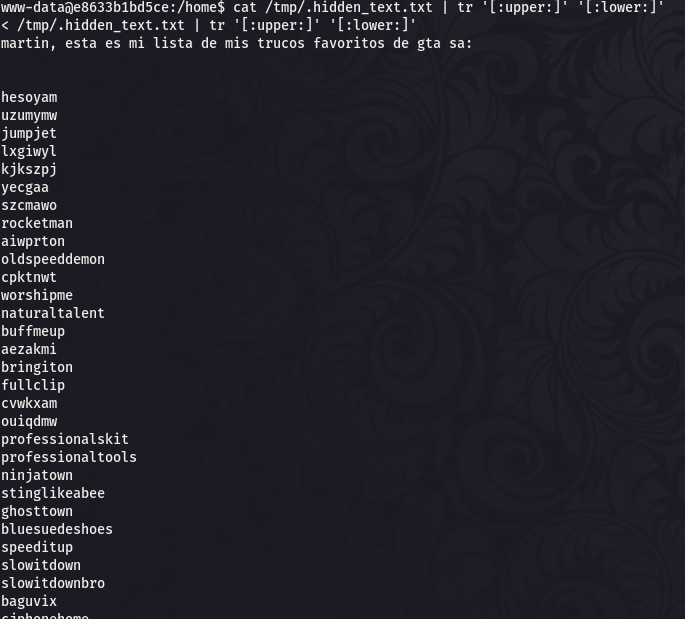 www-data@e8633b1bd5ce:/home$ cat /tmp/.hidden_text.txt | tr '[:upper:]' '[:lower:]'
< /tmp/.hidden_text.txt | tr '[:upper:]' '[:lower:]'
martin, esta es mi lista de mis trucos favoritos de gta sa:
hesoyam
uzumymw
jumpjet
lxgiwyl
kjkszpj
yecgaa
szcmawo
rocketman
aiwprton
oldspeeddemon
cpktnwt
worshipme
naturaltalent
buffmeup
aezakmi
bringiton
fullclip
cvwkxam
ouiqdmw
professionalskit
professionaltools
ninjatown
stinglikeabee
ghosttown
bluesuedeshoes
speeditup
slowitdown
slowitdownbro
baguvix